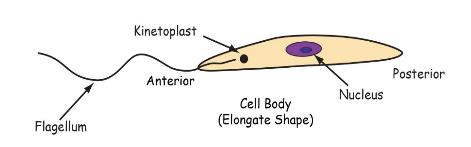 Kinetoplast
Anterior
Posterior
Nucleus
Cell Body
(Elongate Shape)
Flagellum